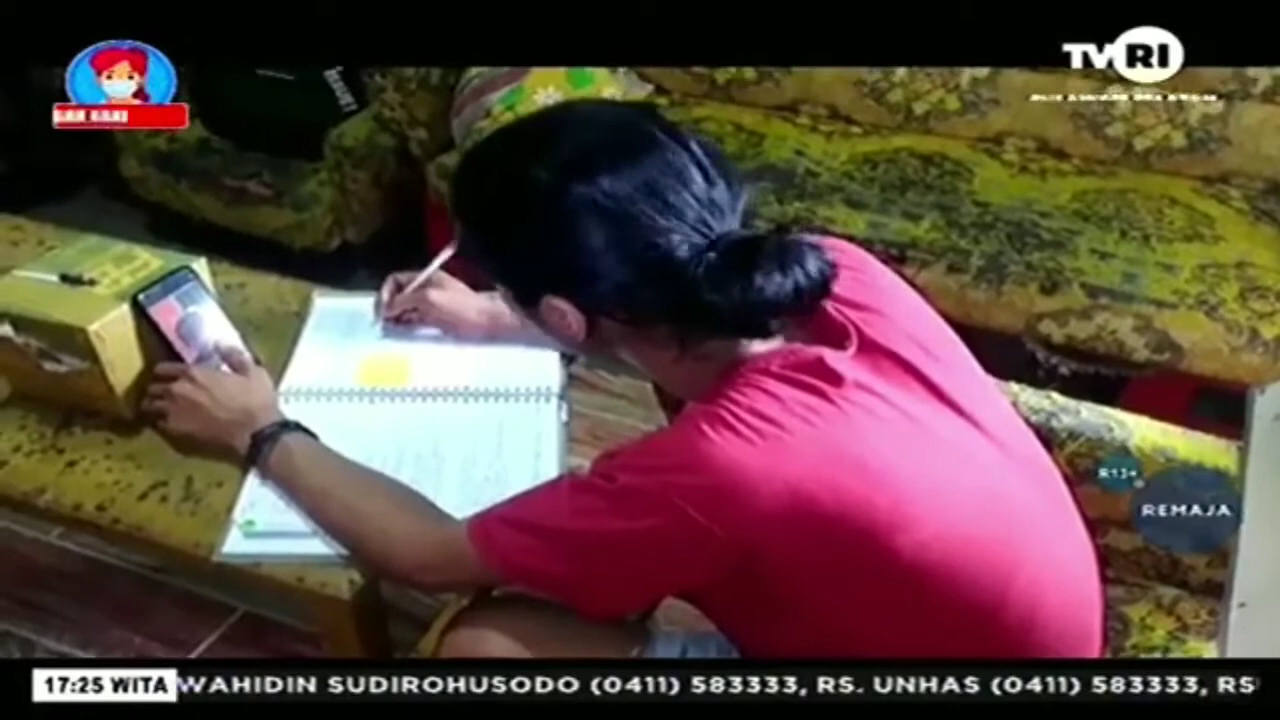 TVRI
R13+
REMAJA
17:25 WITA WAHIDIN SUDIROHUSODO (0411) 583333, RS. UNHAS (0411) 583333, RS